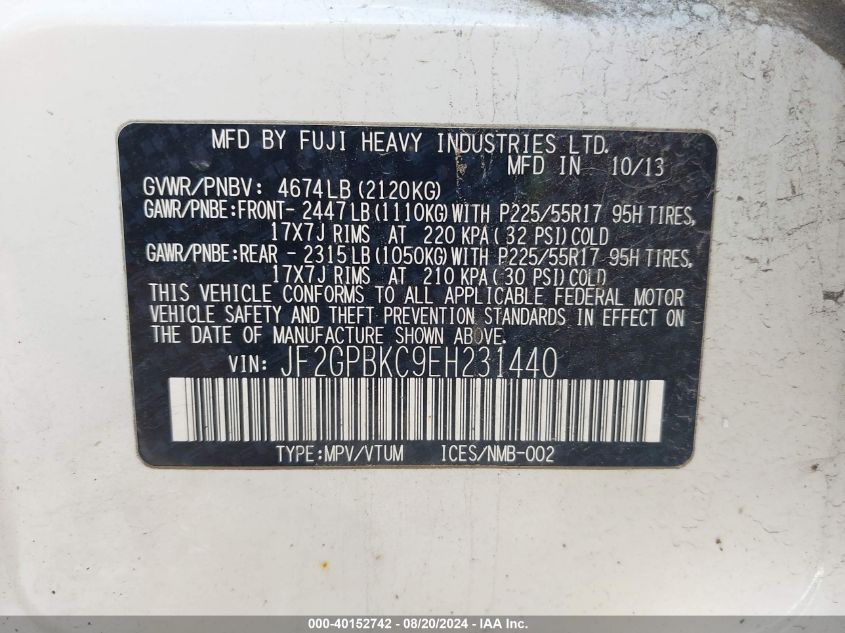 MFD BY FUJI HEAVY INDUSTRIES LTD.
MFD IN 10/13
GVWR/PNBV: 4674LB (2120KG)
GAWR/PNBE:FRONT- 2447LB(1110KG) WITH P225/55R17 95H TIRES,
17X7J RIMS AT 220 KPA( 32 PSI) COLD
GAWR/PNBE:REAR - 2315LB(1050KG) WITH P225/55R17 95H TIRES,
17X7J RIMS AT 210 KPA( 30 PSI) COLD
THIS VEHICLE CONFORMS TO ALL APPLICABLE FEDERAL MOTOR
VEHICLE SAFETY AND THEFT PREVENTION STANDARDS IN EFFECT ON
THE DATE OF MANUFACTURE SHOWN ABOVE.
VIN: JF2GPBKC9EH231440
TYPE:MPV/VTUM ICES/NMB-002
000-40152742 - 08/20/2024 - IAA Inc.